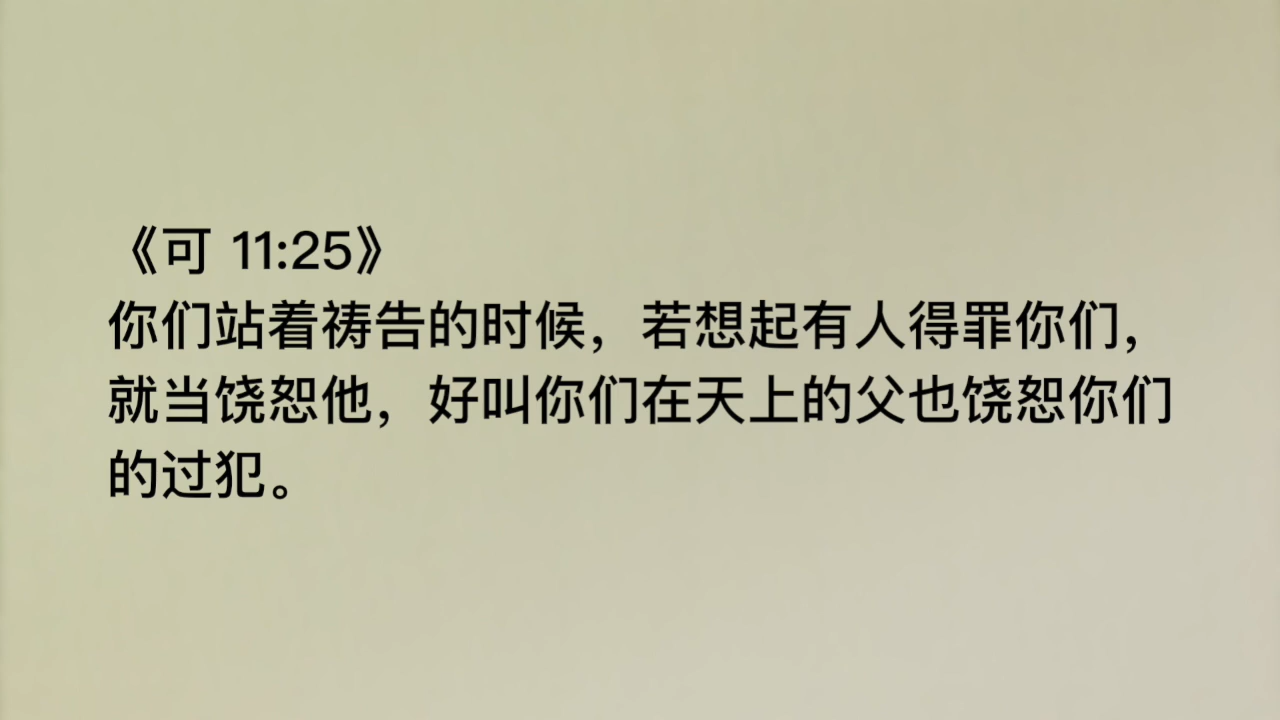 《可 11:25》
你们站着祷告的时候，若想起有人得罪你们，
就当饶恕他，好叫你们在天上的父也饶恕你们
的过犯。